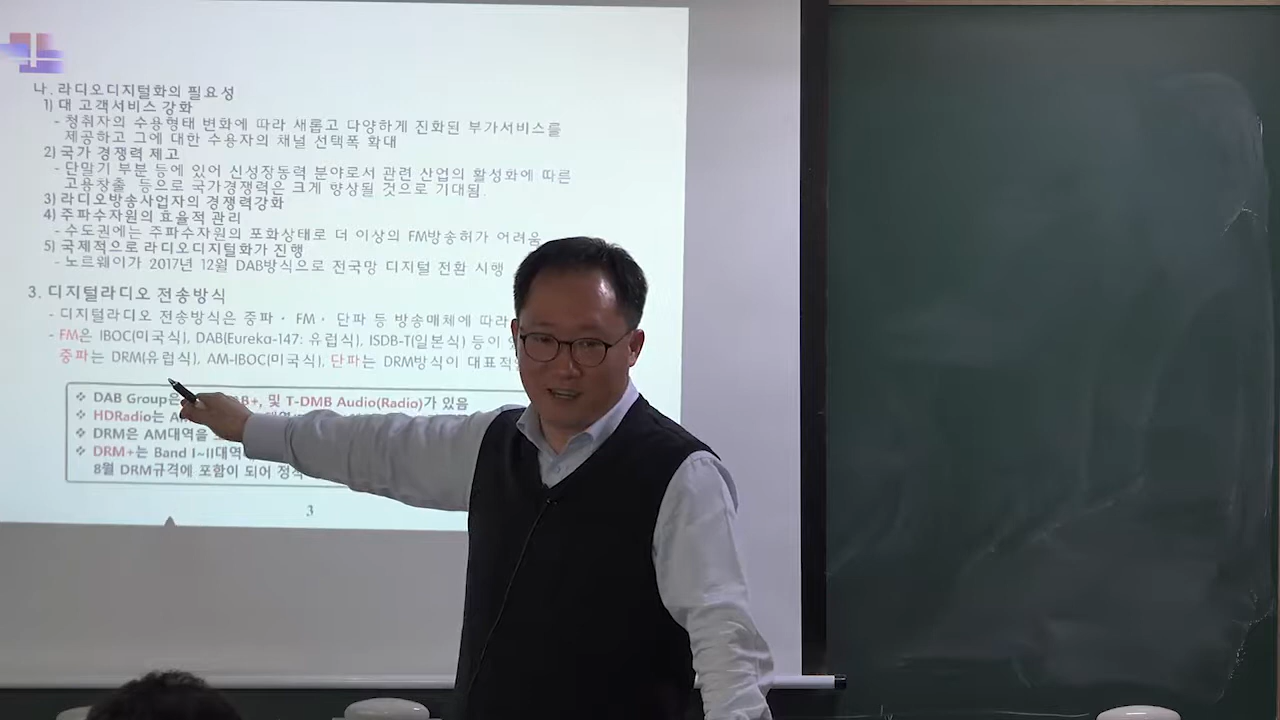 나. 라디오디지털화의 필요성
1) 대 고객서비스 강화
- 청취자의 수용형태 변화에 따라 새롭고 다양하게 진화된 부가서비스를
제공하고 그에 대한 수용자의 채널 선택폭 확대
2) 국가 경쟁력 제고
- 단말기 부분 등에 있어 신성장동력 분야로서 관련 산업의 활성화에 따른
고용창출 등으로 국가경쟁력은 크게 향상될 것으로 기대됨.
3) 라디오방송사업자의 경쟁력강화
4) 주파수자원의 효율적 관리
- 수도권에는 주파수자원의 포화상태로 더 이상의 FM방송허가 어려움
5) 국제적으로 라디오디지털화가 진행
- 노르웨이가 2017년 12월 DAB방식으로 전국망 디지털 전환 시행
3. 디지털라디오 전송방식
- 디지털라디오 전송방식은 중파· FM· 단파 등 방송매체에 따라
- FM은 IBOC(미국식), DAB(Eureka-147: 유럽식), ISDB-T(일본식) 등이
중파는 DRM(유럽식), AM-IBOC(미국식), 단파는 DRM방식이 대표적
❖ DAB Group은 및 T-DMB Audio(Radio)가 있음
❖ HDRadio는
❖ DRM은 AM대역을
❖ DRM+는 Band I~II대역
8월 DRM규격에 포함이 되어
3